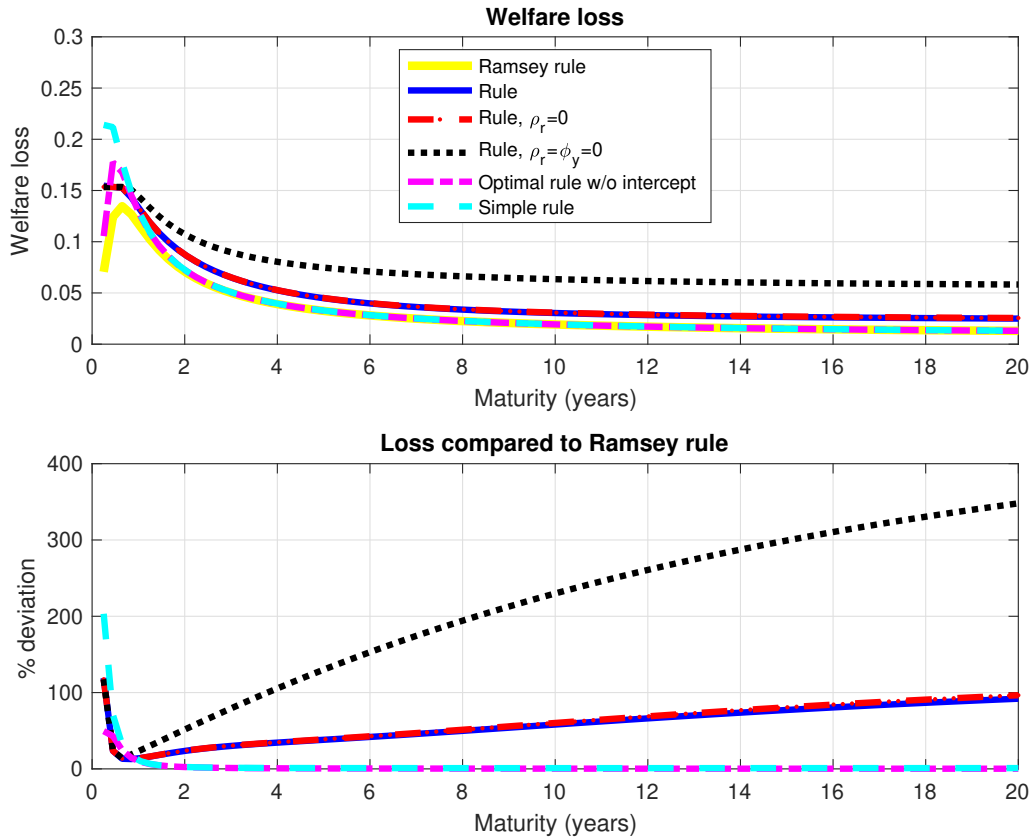 Welfare loss
0.3
0.25
0.2
0.15
0.1
0.05
0
Welfare loss
Ramsey rule
Rule
Rule, ρr=0
Rule, ρr=ϕy=0
Optimal rule w/o intercept
Simple rule
0 2 4 6 8 10 12 14 16 18 20
Maturity (years)
Loss compared to Ramsey rule
400
300
200
100
0
% deviation
0 2 4 6 8 10 12 14 16 18 20
Maturity (years)